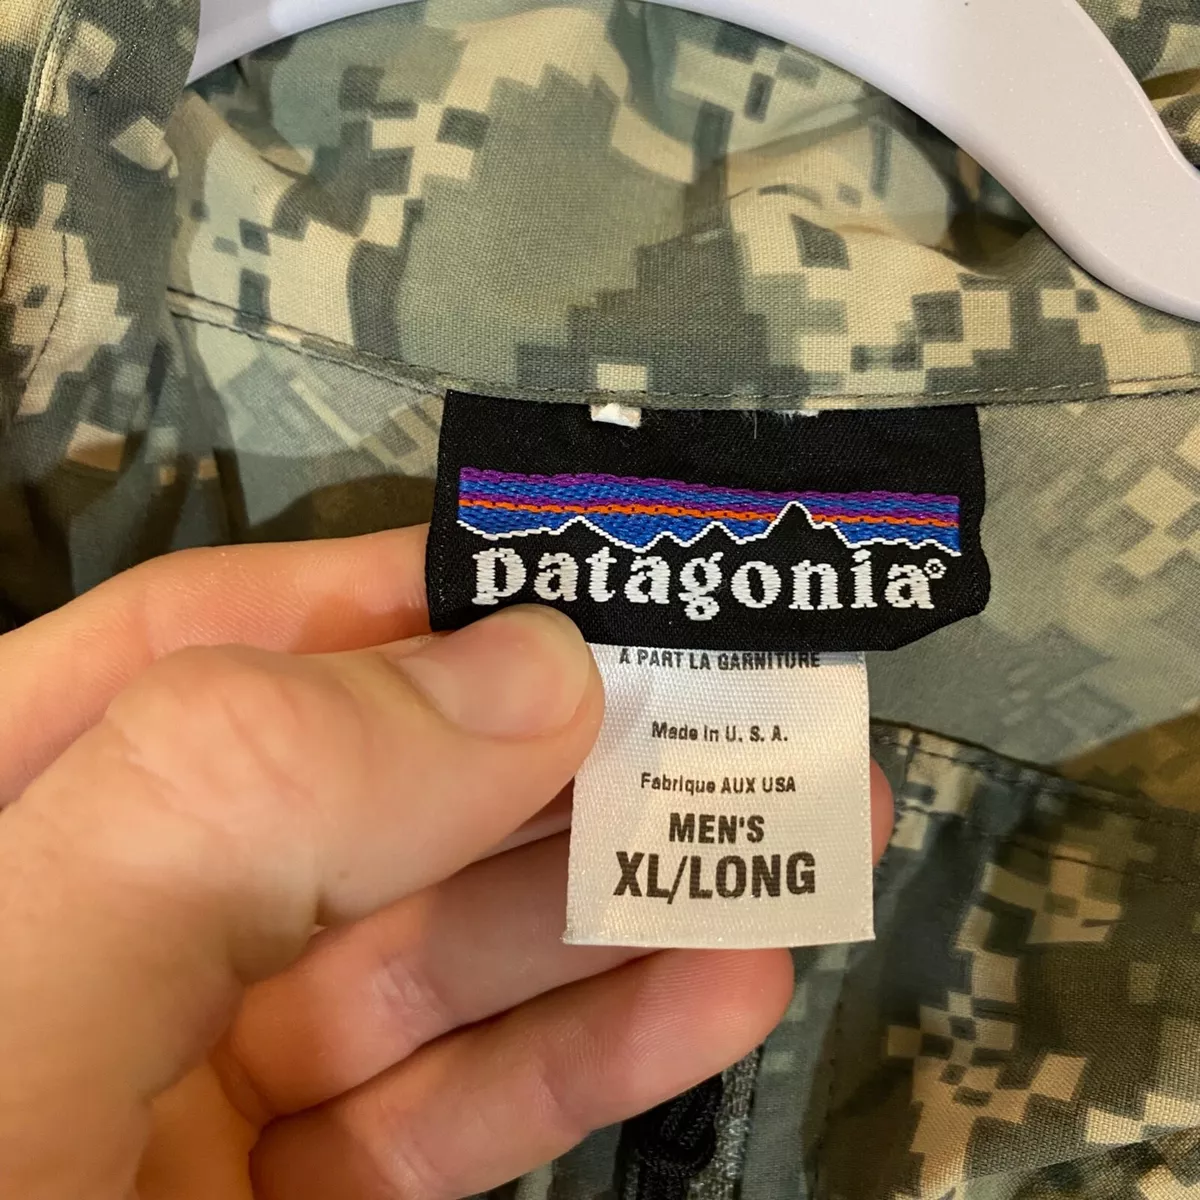 patagonia®
À PART LA GARNITURE
Made in U. S. A.
Fabrique AUX USA
MEN'S
XL/LONG